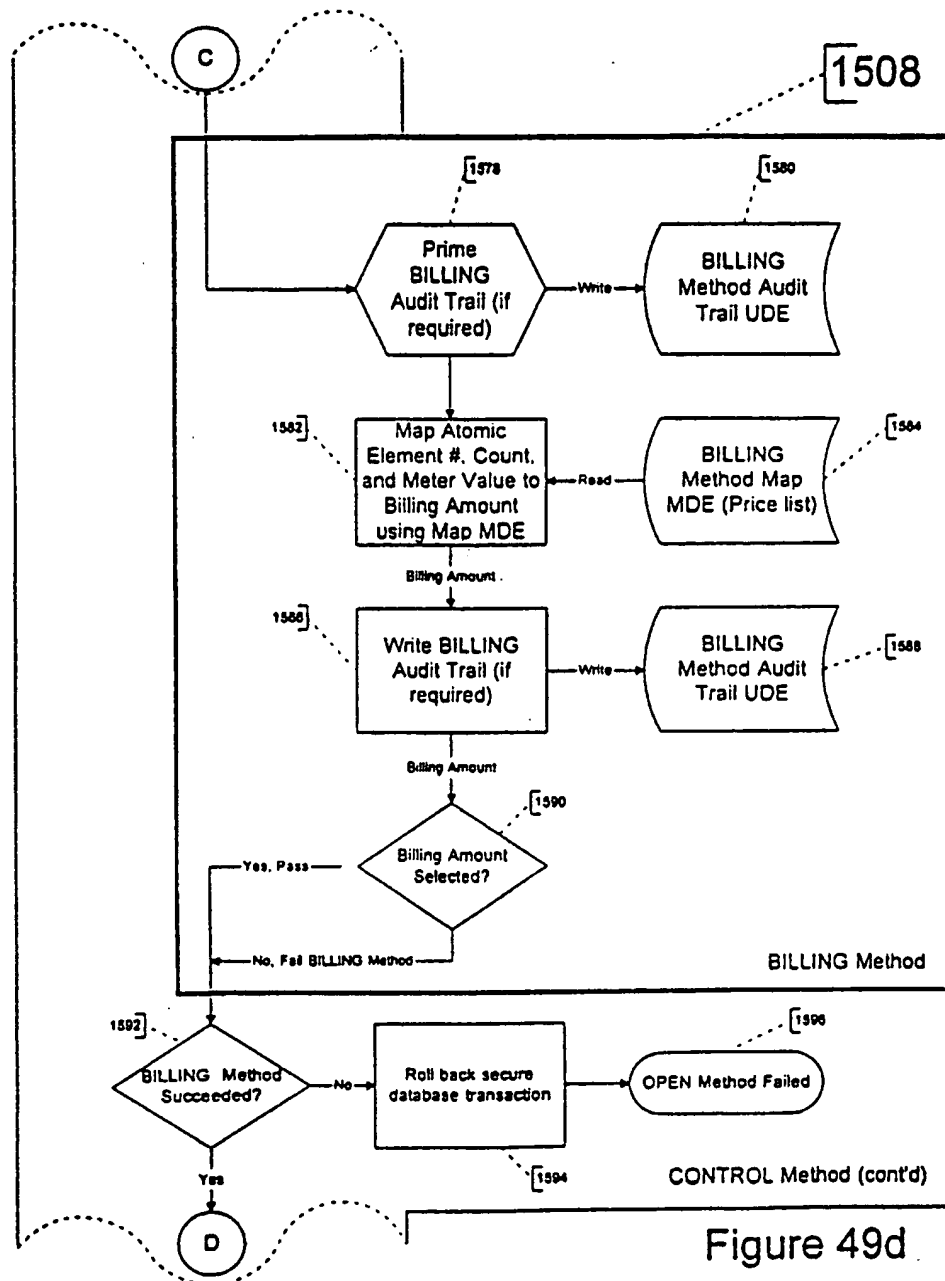 C
1508
1578
1580
Prime
BILLING
Audit Trail (if
required)
Write
BILLING
Method Audit
Trail UDE
1582
Map Atomic
Element #, Count,
and Meter Value to
Billing Amount
using Map MDE
Read
BILLING
Method Map
MDE (Price list)
1584
Billing Amount
1586
Write BILLING
Audit Trail (if
required)
Write
BILLING
Method Audit
Trail UDE
1588
Billing Amount
1590
Billing Amount
Selected?
Yes, Pass
No, Fail BILLING Method
BILLING Method
1592
BILLING Method
Succeeded?
No
Roll back secure
database transaction
1594
OPEN Method Failed
1596
Yes
CONTROL Method (cont'd)
D
Figure 49d